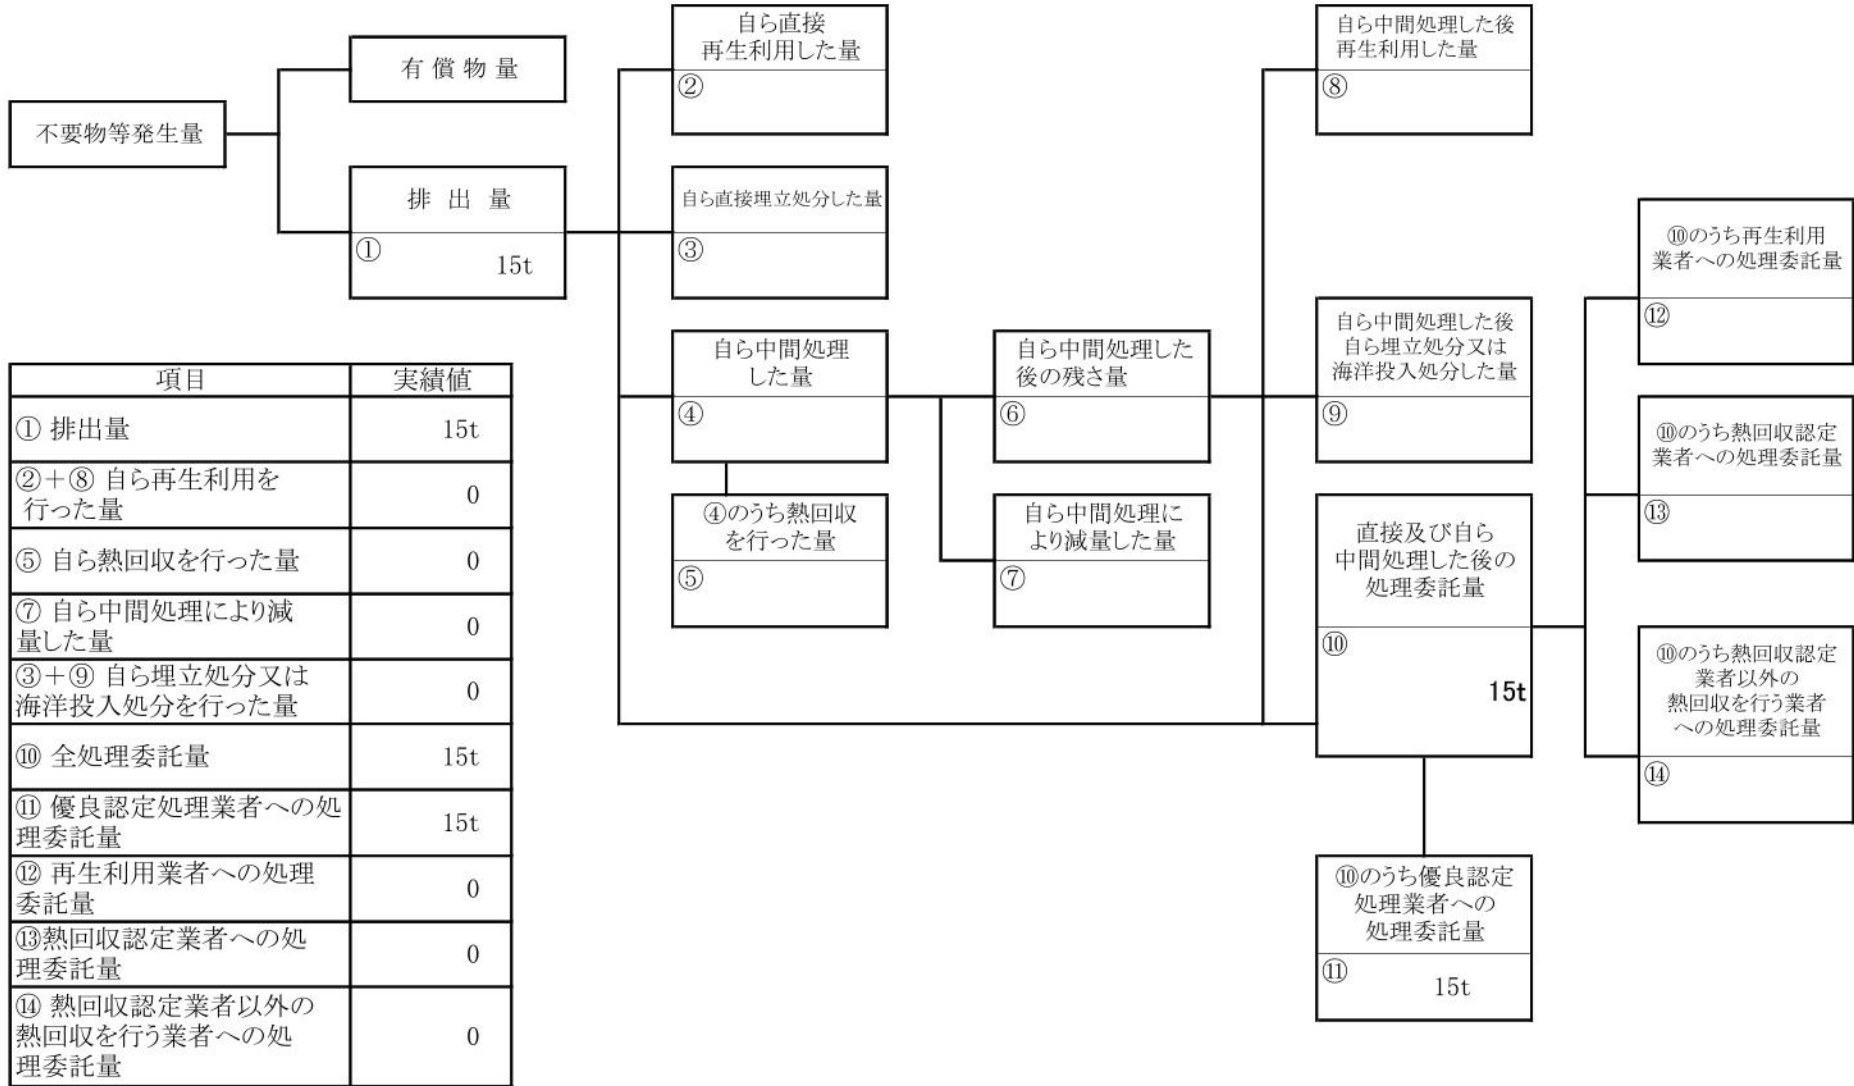 不要物等発生量
有 償 物 量
排 出 量
①
15t
自ら直接
再生利用した量
②
自ら直接埋立処分した量
③
自ら中間処理
した量
④
④のうち熱回収
を行った量
⑤
自ら中間処理した
後の残さ量
⑥
自ら中間処理に
より減量した量
⑦
自ら中間処理した後
再生利用した量
⑧
自ら中間処理した後
自ら埋立処分又は
海洋投入処分した量
⑨
直接及び自ら
中間処理した後の
処理委託量
⑩
15t
⑩のうち優良認定
処理業者への
処理委託量
⑪
15t
⑩のうち再生利用
業者への処理委託量
⑫
⑩のうち熱回収認定
業者への処理委託量
⑬
⑩のうち熱回収認定
業者以外の
熱回収を行う業者
への処理委託量
⑭
項目 実績値
① 排出量 15t
②＋⑧ 自ら再生利用を
行った量 0
⑤ 自ら熱回収を行った量 0
⑦ 自ら中間処理により減
量した量 0
③＋⑨ 自ら埋立処分又は
海洋投入処分を行った量 0
⑩ 全処理委託量 15t
⑪ 優良認定処理業者への処
理委託量 15t
⑫ 再生利用業者への処理
委託量 0
⑬熱回収認定業者への処
理委託量 0
⑭ 熱回収認定業者以外の
熱回収を行う業者への処
理委託量 0